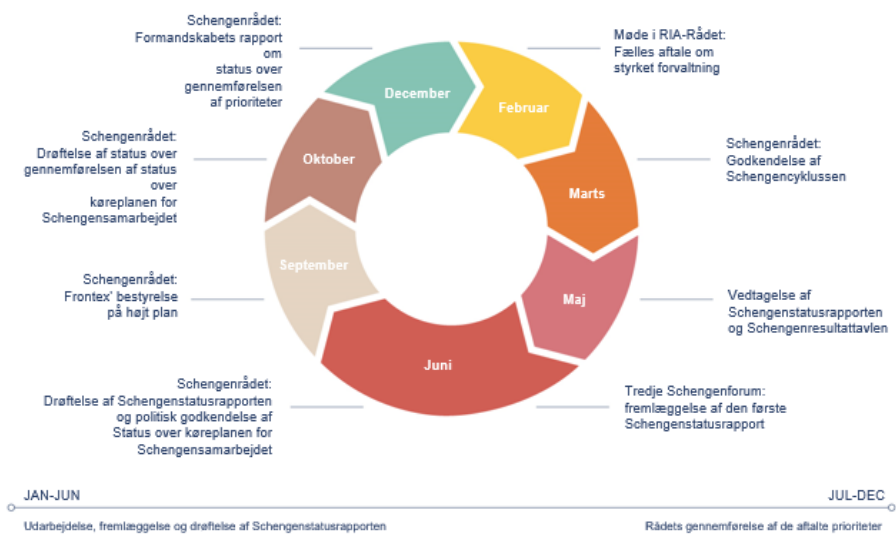 Schengenrådet:
Formandskabets rapport
om
status over
gennemførelsen
af prioriteter
December
Februar
Møde i RIA-Rådet:
Fælles aftale om
styrket forvaltning
Schengenrådet:
Drøftelse af status over
gennemførelsen af status
over
køreplanen for
Schengensamarbejdet
Oktober
Marts
Schengenrådet:
Godkendelse af
Schengencyklussen
Schengenrådet:
Frontex' bestyrelse
på højt plan
September
Maj
Vedtagelse af
Schengenstatusrapporten
og Schengenresultattavlen
Schengenrådet:
Drøftelse af Schengenstatusrapporten
og politisk godkendelse af
Status over køreplanen for
Schengensamarbejdet
Juni
Tredje Schengenforum:
fremlæggelse af den første
Schengenstatusrapport
JAN-JUN
JUL-DEC
Udarbejdelse, fremlæggelse og drøftelse af Schengenstatusrapporten
Rådets gennemførelse af de aftalte prioriteter